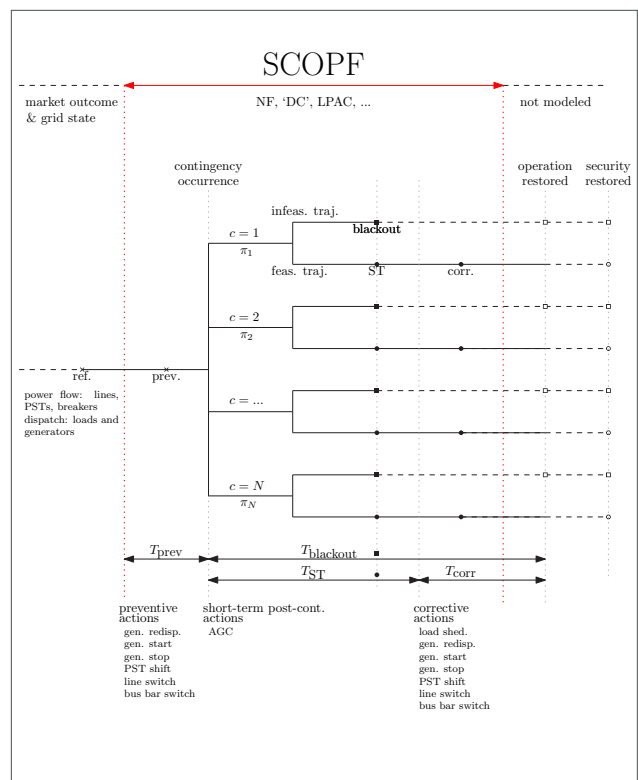 SCOPF
market outcome
& grid state
NF, ‘DC’, LPAC, ...
not modeled
contingency
occurrence
operation
restored
security
restored
infeas. traj.
blackout
c = 1
π1
feas. traj.
ST
corr.
c = 2
π2
ref.
prev.
power flow: lines,
PSTs, breakers
dispatch: loads and
generators
c = ...
c = N
πN
Tprev
Tblackout
TST
Tcorr
preventive
actions
gen. redisp.
gen. start
gen. stop
PST shift
line switch
bus bar switch
short-term post-cont.
actions
AGC
corrective
actions
load shed.
gen. redisp.
gen. start
gen. stop
PST shift
line switch
bus bar switch